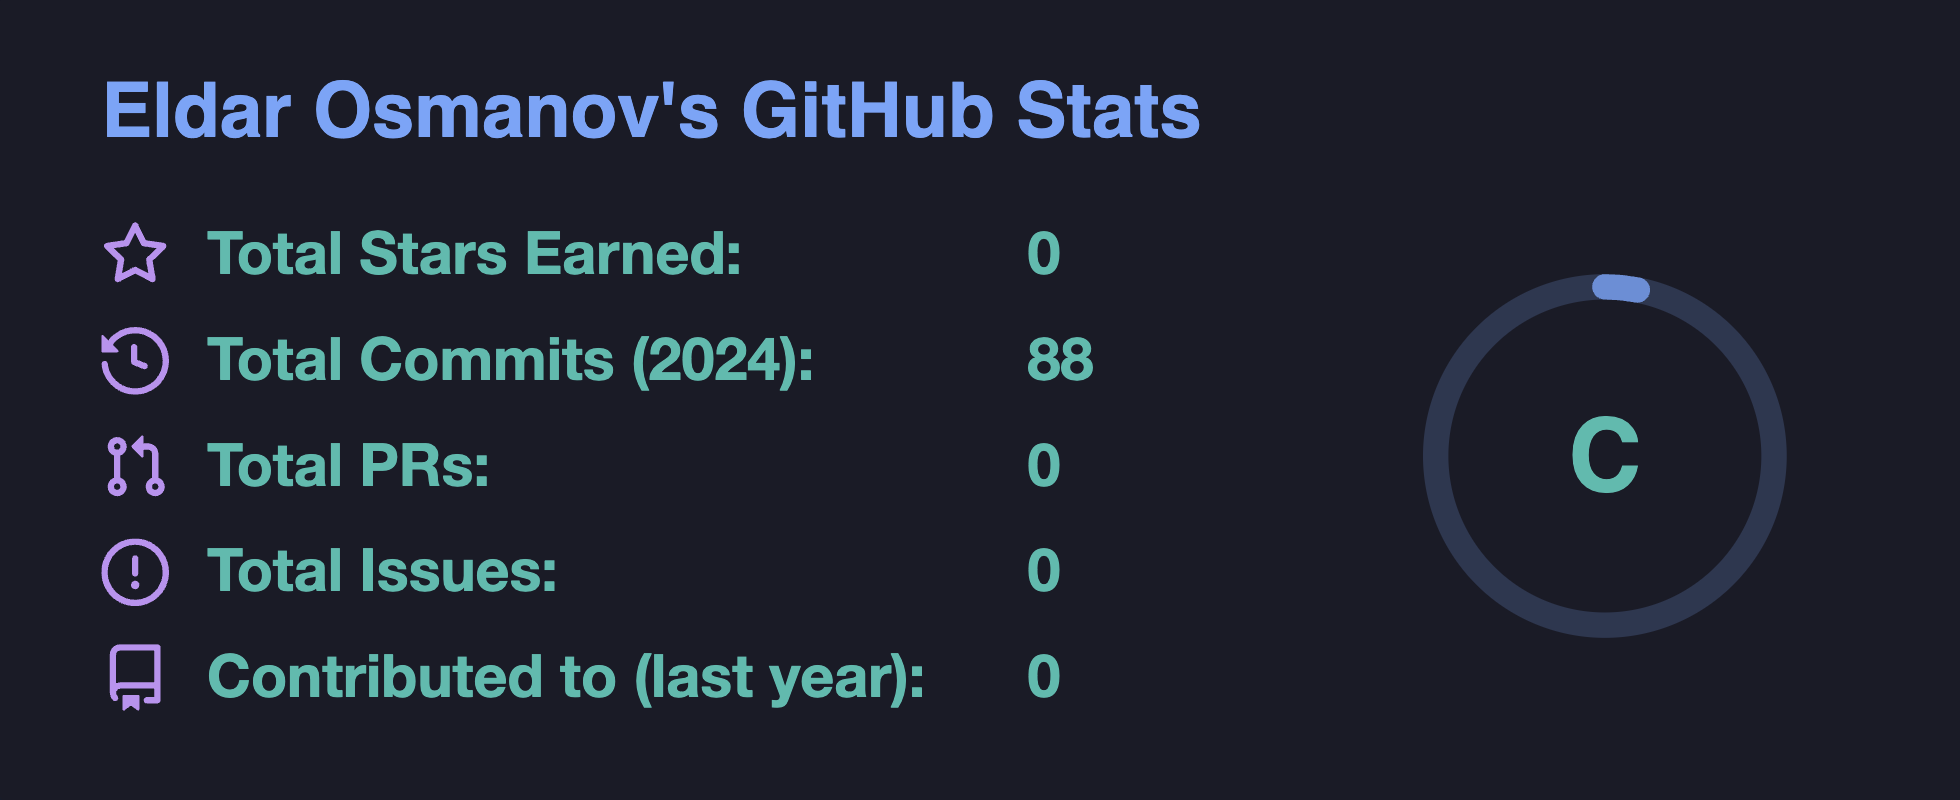 Eldar Osmanov's GitHub Stats
Total Stars Earned: 0
Total Commits (2024): 88
Total PRs: 0
Total Issues: 0
Contributed to (last year): 0
C